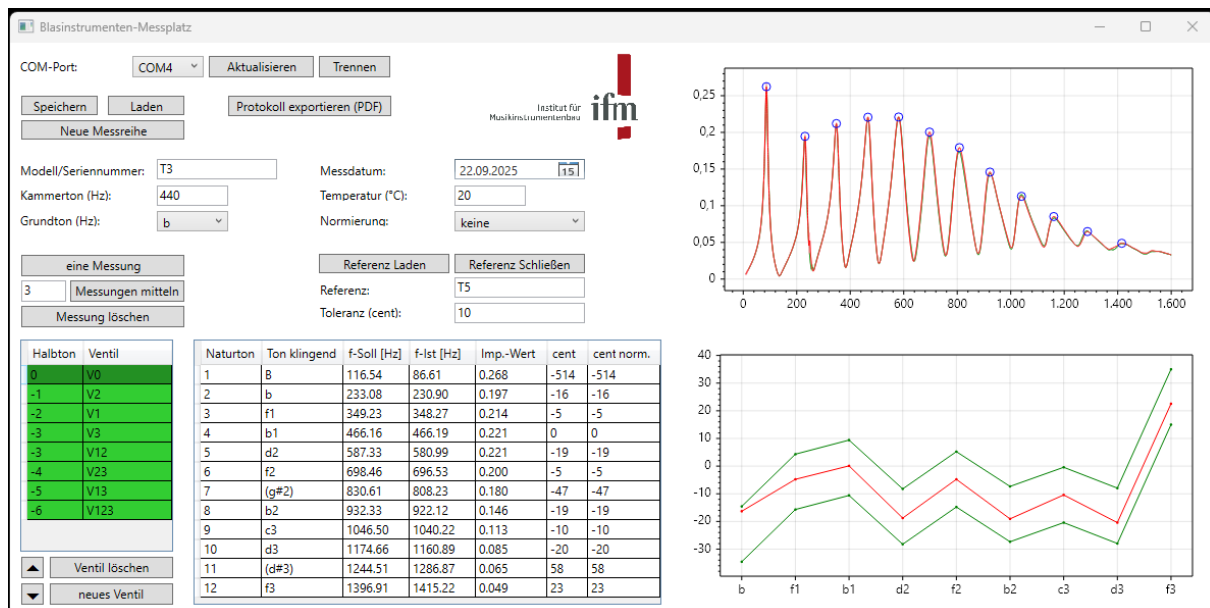 Blasinstrumenten-Messplatz
COM-Port: COM4 Aktualisieren Trennen
Speichern Laden Protokoll exportieren (PDF)
Neue Messreihe
Institut für
Musikinstrumentenbau
ifm
Modell/Seriennummer: T3 Messdatum: 22.09.2025 15
Kammerton (Hz): 440 Temperatur (°C): 20
Grundton (Hz): b Normierung: keine
eine Messung Referenz Laden Referenz Schließen
3 Messungen mitteln Referenz: T5
Messung löschen Toleranz (cent): 10
Halbton Ventil
0 V0
-1 V2
-2 V1
-3 V3
-3 V12
-4 V23
-5 V13
-6 V123
Ventil löschen
neues Ventil
Naturton Ton klingend f-Soll [Hz] f-Ist [Hz] Imp.-Wert cent cent norm.
1 B 116.54 86.61 0.268 -514 -514
2 b 233.08 230.90 0.197 -16 -16
3 f1 349.23 348.27 0.214 -5 -5
4 b1 466.16 466.19 0.221 0 0
5 d2 587.33 580.99 0.221 -19 -19
6 f2 698.46 696.53 0.200 -5 -5
7 (g#2) 830.61 808.23 0.180 -47 -47
8 b2 932.33 922.12 0.146 -19 -19
9 c3 1046.50 1040.22 0.113 -10 -10
10 d3 1174.66 1160.89 0.085 -20 -20
11 (d#3) 1244.51 1286.87 0.065 58 58
12 f3 1396.91 1415.22 0.049 23 23
0,25
0,2
0,15
0,1
0,05
0
0 200 400 600 800 1.000 1.200 1.400 1.600
40
30
20
10
0
-10
-20
-30
b f1 b1 d2 f2 b2 c3 d3 f3